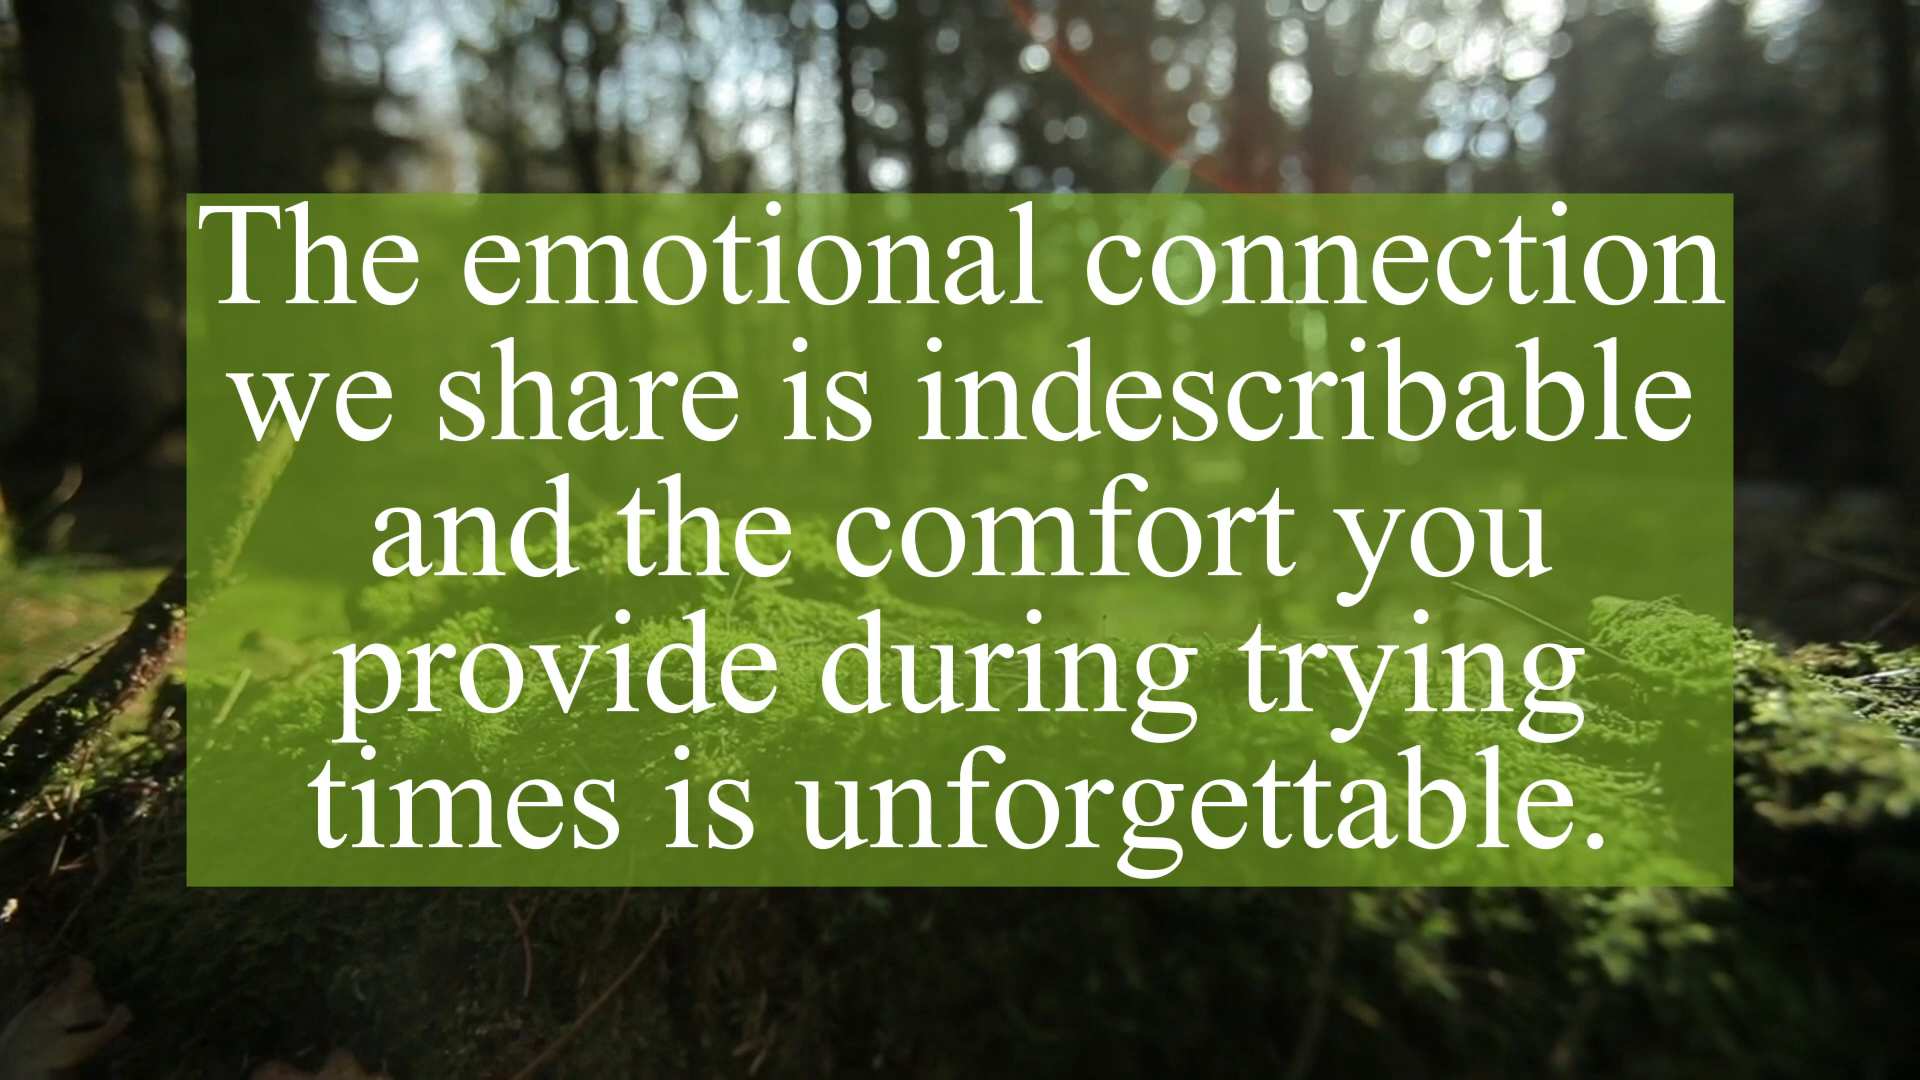 The emotional connection
we share is indescribable
and the comfort you
provide during trying
times is unforgettable.